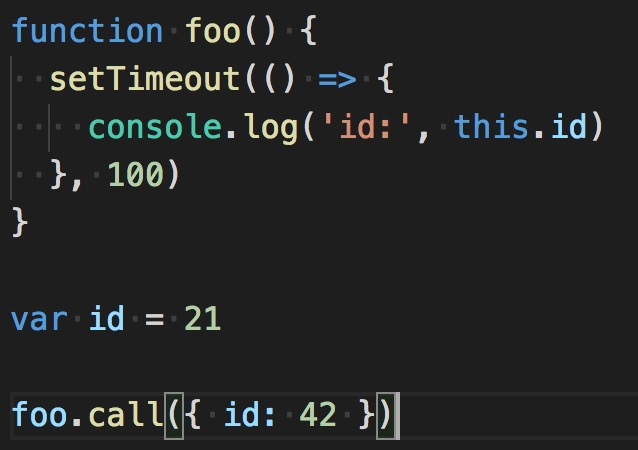 function foo() {
  setTimeout(() => {
    console.log('id:', this.id)
  }, 100)
}
var id = 21
foo.call({ id: 42 })